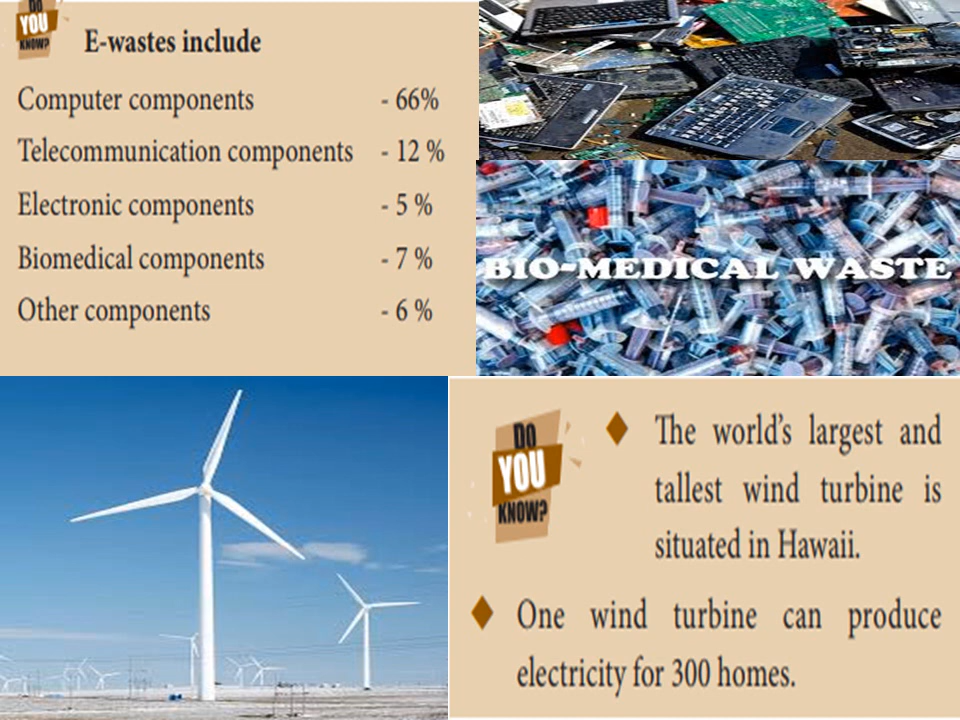 DO
YOU
KNOW?
E-wastes include
Computer components - 66%
Telecommunication components - 12 %
Electronic components - 5 %
Biomedical components - 7 %
Other components - 6 %
BIO-MEDICAL WASTE
DO
YOU
KNOW?
The world's largest and
tallest wind turbine is
situated in Hawaii.
One wind turbine can produce
electricity for 300 homes.